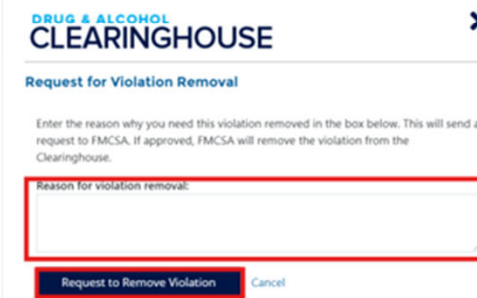 DRUG & ALCOHOL
CLEARINGHOUSE
Request for Violation Removal
Enter the reason why you need this violation removed in the box below. This will send a
request to FMCSA. If approved, FMCSA will remove the violation from the
Clearinghouse.
Reason for violation removal:
Request to Remove Violation Cancel